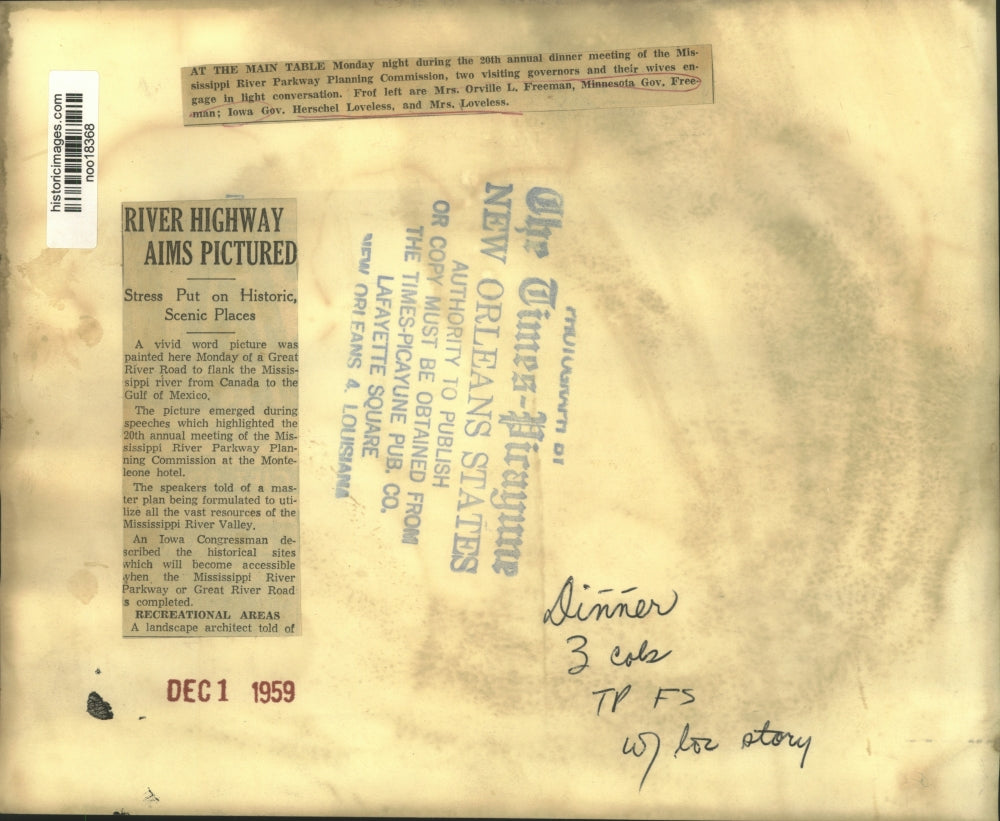 AT THE MAIN TABLE Monday night during the 20th annual dinner meeting of the Mis-
sissippi River Parkway Planning Commission, two visiting governors and their wives en-
gage in light conversation. Frof left are Mrs. Orville L. Freeman, Minnesota Gov. Free-
man; Iowa Gov. Herschel Loveless, and Mrs. Loveless.
historicimages.com
noo18368
RIVER HIGHWAY
AIMS PICTURED
Stress Put on Historic,
Scenic Places
A vivid word picture was
painted here Monday of a Great
River Road to flank the Missis-
sippi river from Canada to the
Gulf of Mexico.
The picture emerged during
speeches which highlighted the
20th annual meeting of the Mis-
sissippi River Parkway Plan-
ning Commission at the Monte-
leone hotel.
The speakers told of a mas-
ter plan being formulated to uti-
lize all the vast resources of the
Mississippi River Valley.
An Iowa Congressman de-
scribed the historical sites
which will become accessible
when the Mississippi River
Parkway or Great River Road
s completed.
RECREATIONAL AREAS
A landscape architect told of
PHOTOGRAPH BY
The Times-Picayune
NEW ORLEANS STATES
AUTHORITY TO PUBLISH
OR COPY MUST BE OBTAINED FROM
THE TIMES-PICAYUNE PUB. CO.
LAFAYETTE SQUARE
NEW ORLEANS 4, LOUISIANA
DEC 1 1959
Dinner
3 cols
TP FS
w/ loc story